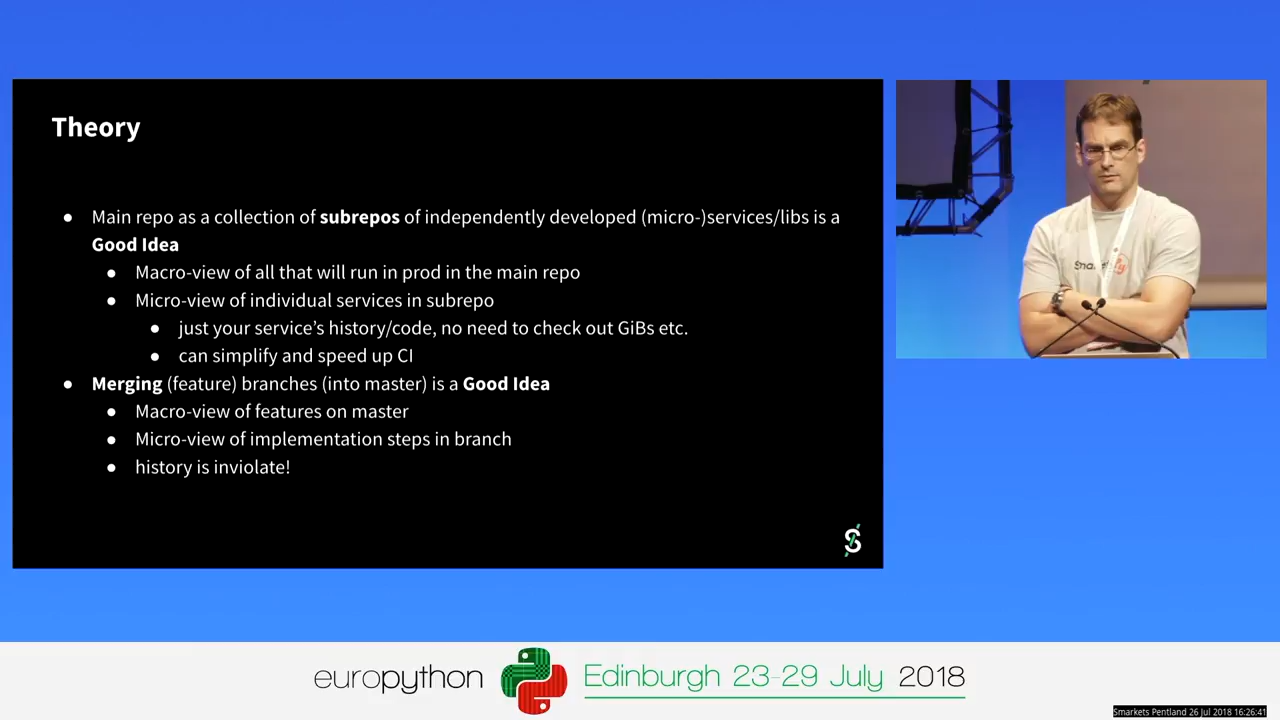 Theory
● Main repo as a collection of subrepos of independently developed (micro-)services/libs is a
Good Idea
● Macro-view of all that will run in prod in the main repo
● Micro-view of individual services in subrepo
● just your service's history/code, no need to check out GiBs etc.
● can simplify and speed up CI
● Merging (feature) branches (into master) is a Good Idea
● Macro-view of features on master
● Micro-view of implementation steps in branch
● history is inviolate!
S
europython Edinburgh 23-29 July 2018
Smarkets Pentland 26 Jul 2018 16:26:41